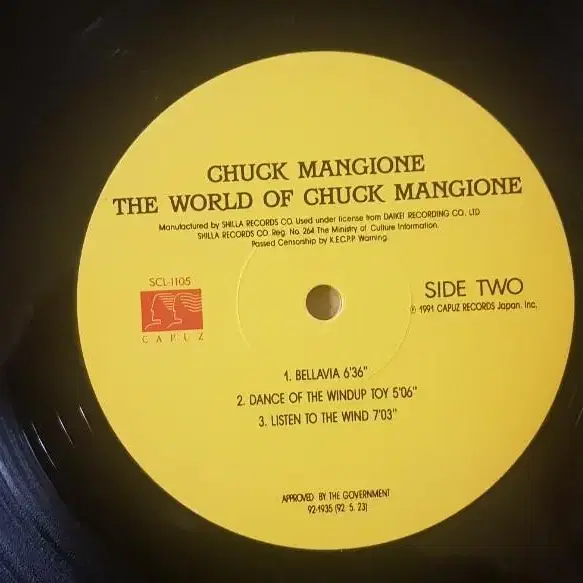 CHUCK MANGIONE
THE WORLD OF CHUCK MANGIONE
Manufactured by SHILLA RECORDS CO. Used under license from DAIKEI RECORDING CO. LTD
SHILLA RECORDS CO. Reg. No. 264 The Ministry of Culture Information.
Passed Censorship by K.E.C.P.P Warning.
SCL-1105
CAPUZ
SIDE TWO
℗ 1991 CAPUZ RECORDS Japan. Inc.
1. BELLAVIA 6'36"
2. DANCE OF THE WINDUP TOY 5'06"
3. LISTEN TO THE WIND 7'03"
APPROVED BY THE GOVERNMENT
92-1935 (92. 5. 23)